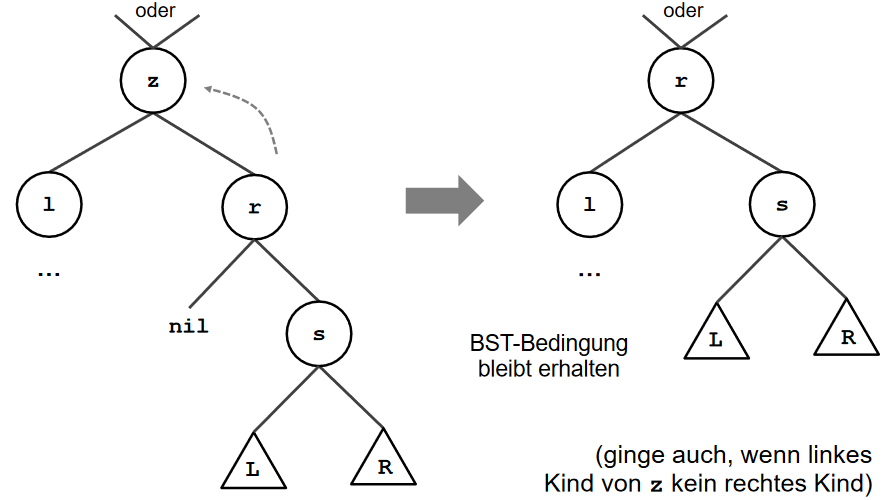 oder
z
l
r
...
nil
s
L
R
oder
r
l
s
...
L
R
BST-Bedingung
bleibt erhalten
(ginge auch, wenn linkes
Kind von z kein rechtes Kind)